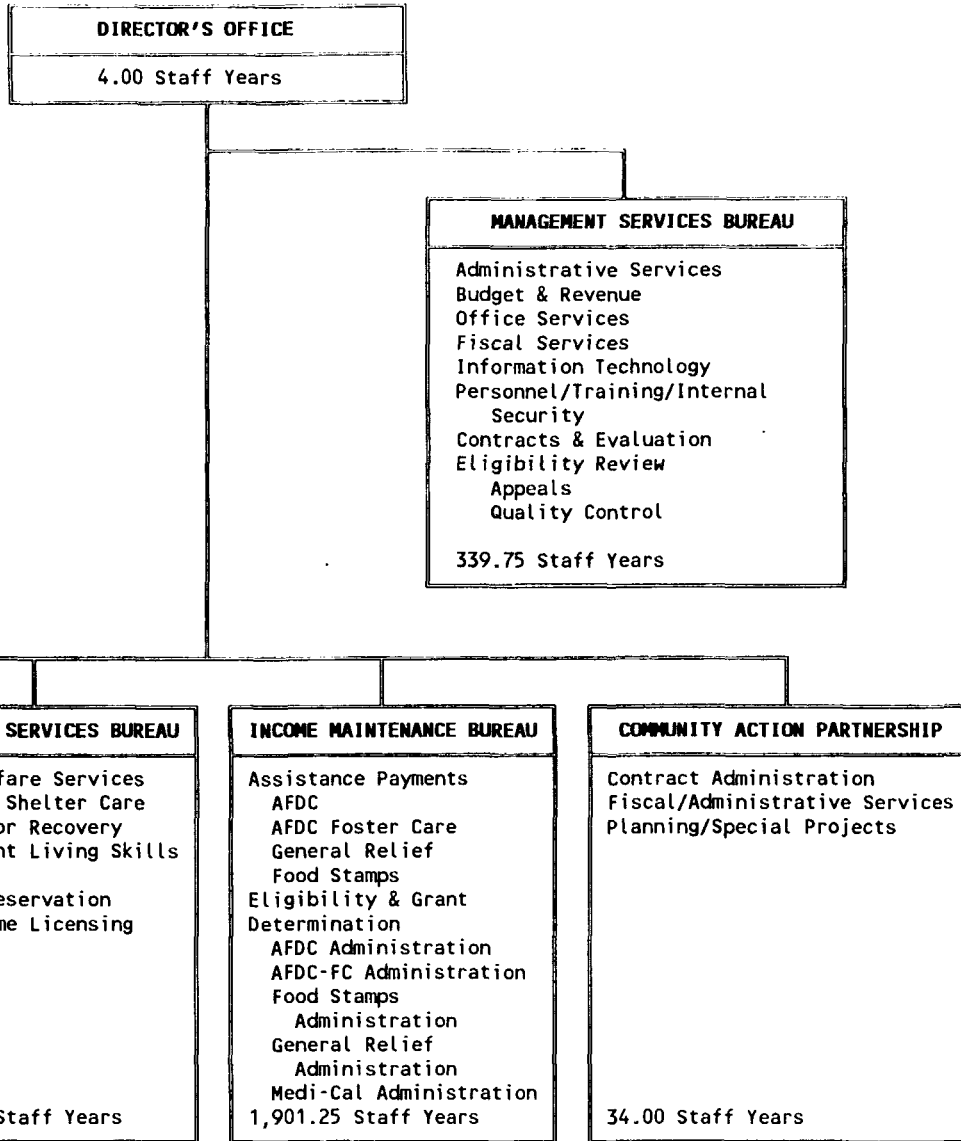 DIRECTOR'S OFFICE
4.00 Staff Years
MANAGEMENT SERVICES BUREAU
Administrative Services
Budget & Revenue
Office Services
Fiscal Services
Information Technology
Personnel/Training/Internal
Security
Contracts & Evaluation
Eligibility Review
Appeals
Quality Control
339.75 Staff Years
SERVICES BUREAU
fare Services
Shelter Care
or Recovery
nt Living Skills
eservation
me Licensing
Staff Years
INCOME MAINTENANCE BUREAU
Assistance Payments
AFDC
AFDC Foster Care
General Relief
Food Stamps
Eligibility & Grant
Determination
AFDC Administration
AFDC-FC Administration
Food Stamps
Administration
General Relief
Administration
Medi-Cal Administration
1,901.25 Staff Years
COMMUNITY ACTION PARTNERSHIP
Contract Administration
Fiscal/Administrative Services
Planning/Special Projects
34.00 Staff Years